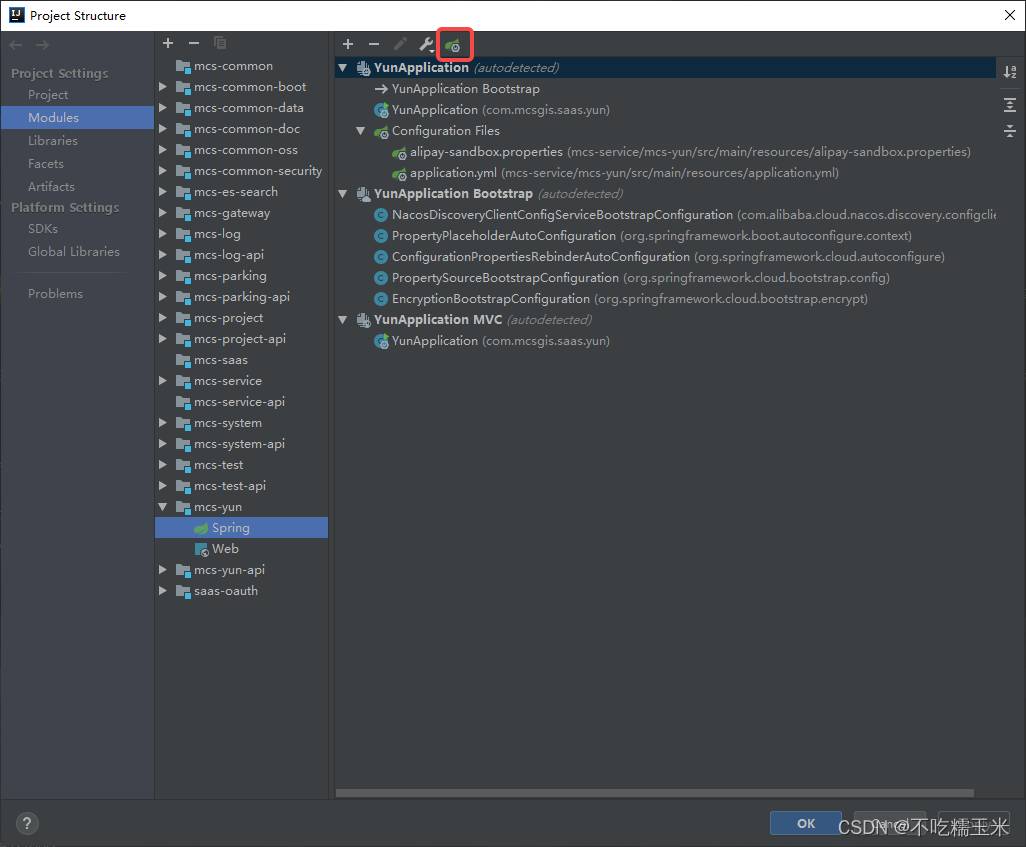 Project Structure
Project Settings
Project
Modules
Libraries
Facets
Artifacts
Platform Settings
SDKs
Global Libraries
Problems
mcs-common
mcs-common-boot
mcs-common-data
mcs-common-doc
mcs-common-oss
mcs-common-security
mcs-es-search
mcs-gateway
mcs-log
mcs-log-api
mcs-parking
mcs-parking-api
mcs-project
mcs-project-api
mcs-saas
mcs-service
mcs-service-api
mcs-system
mcs-system-api
mcs-test
mcs-test-api
mcs-yun
Spring
Web
mcs-yun-api
saas-oauth
YunApplication (autodetected)
YunApplication Bootstrap
YunApplication (com.mcsgis.saas.yun)
Configuration Files
alipay-sandbox.properties (mcs-service/mcs-yun/src/main/resources/alipay-sandbox.properties)
application.yml (mcs-service/mcs-yun/src/main/resources/application.yml)
YunApplication Bootstrap (autodetected)
NacosDiscoveryClientConfigServiceBootstrapConfiguration (com.alibaba.cloud.nacos.discovery.configclie
PropertyPlaceholderAutoConfiguration (org.springframework.boot.autoconfigure.context)
ConfigurationPropertiesRebinderAutoConfiguration (org.springframework.cloud.autoconfigure)
PropertySourceBootstrapConfiguration (org.springframework.cloud.bootstrap.config)
EncryptionBootstrapConfiguration (org.springframework.cloud.bootstrap.encrypt)
YunApplication MVC (autodetected)
YunApplication (com.mcsgis.saas.yun)
?
OK
CSDN @不吃糯玉米